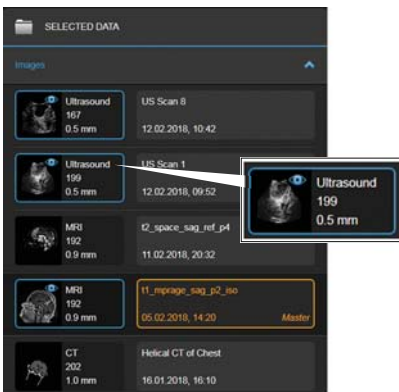 SELECTED DATA
Images
Ultrasound
167
0.5 mm
US Scan 8
12.02.2018, 10:42
Ultrasound
199
0.5 mm
US Scan 1
12.02.2018, 09:52
Ultrasound
199
0.5 mm
MRI
192
0.9 mm
t2_space_sag_ref_p4
11.02.2018, 20:32
MRI
192
0.9 mm
t1_mprage_sag_p2_iso
05.02.2018, 14:20 Master
CT
202
1.0 mm
Helical CT of Chest
16.01.2018, 16:10